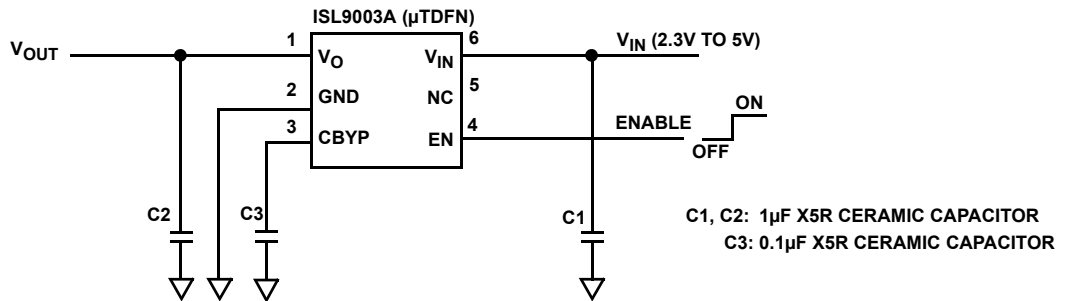 ISL9003A (µTDFN)
VOUT
1
VO
VIN
6
VIN (2.3V TO 5V)
2
GND
NC
5
3
CBYP
EN
4
ENABLE
ON
OFF
C2
C3
C1
C1, C2: 1µF X5R CERAMIC CAPACITOR
C3: 0.1µF X5R CERAMIC CAPACITOR